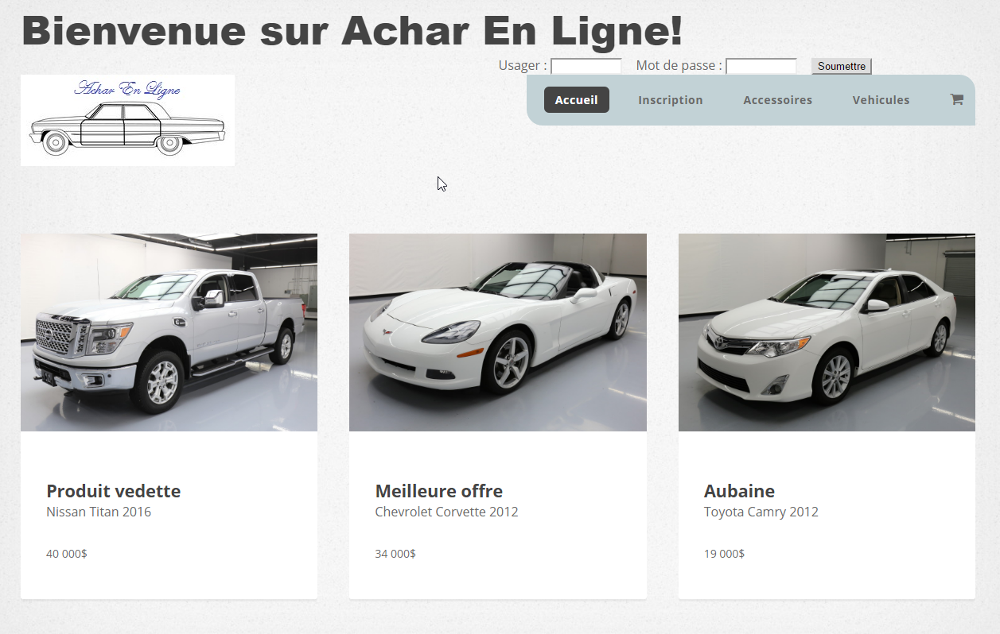 Bienvenue sur Achar En Ligne!
Usager : Mot de passe : Soumettre
Achar En Ligne
Accueil Inscription Accessoires Vehicules
Produit vedette
Nissan Titan 2016
40 000$
Meilleure offre
Chevrolet Corvette 2012
34 000$
Aubaine
Toyota Camry 2012
19 000$